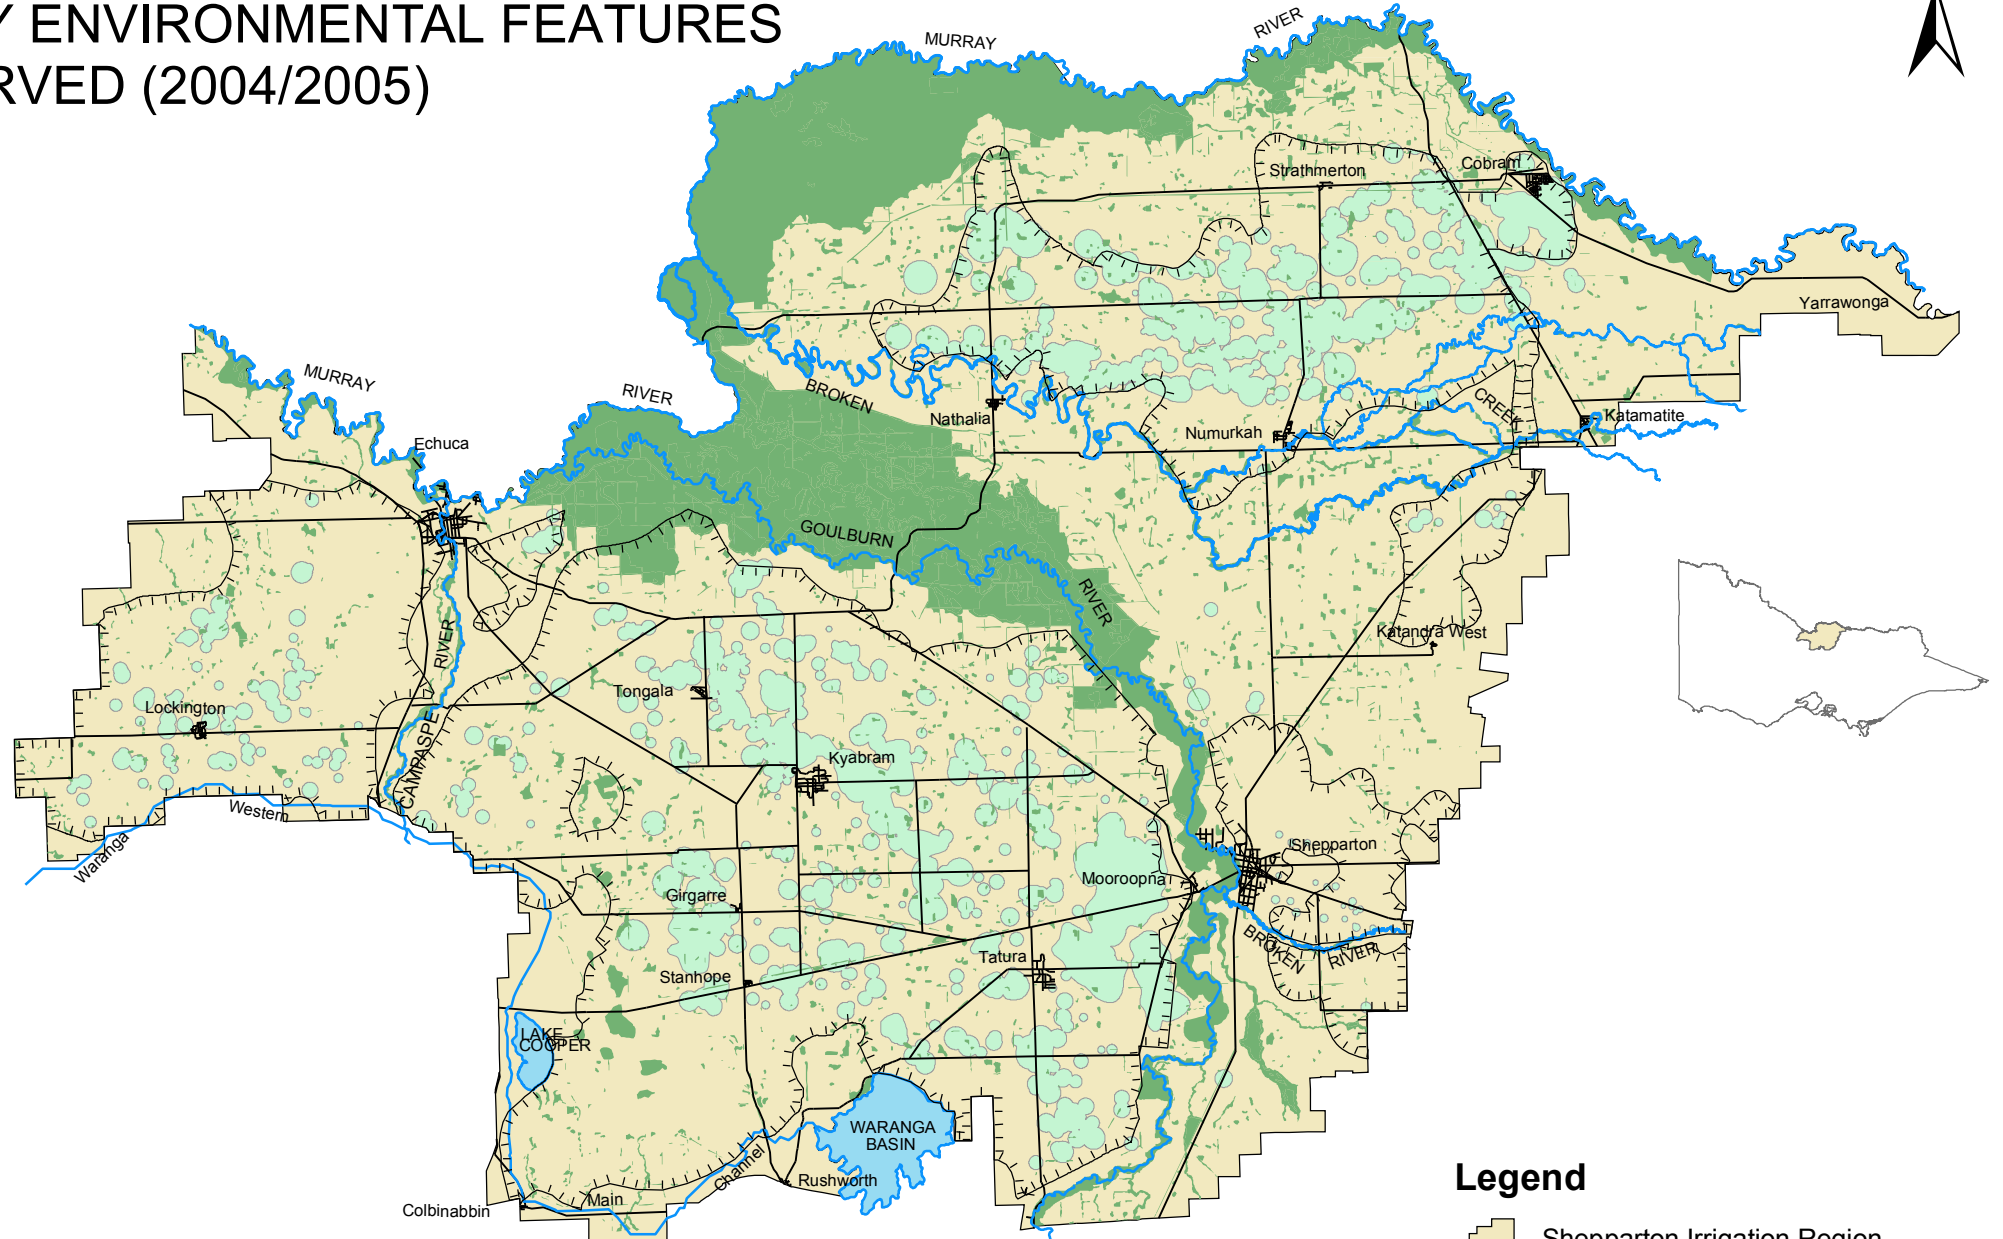 Y ENVIRONMENTAL FEATURES
RVED (2004/2005)
MURRAY
RIVER
Strathmerton
Cobram
Yarrawonga
MURRAY
RIVER
BROKEN
Nathalia
Numurkah
CREEK
Katamatite
Echuca
GOULBURN
RIVER
RIVER
Katandra West
Tongala
Lockington
CAMPASPE
Kyabram
Western
Waranga
Shepparton
Mooroopna
Girgarre
BROKEN
RIVER
Tatura
Stanhope
LAKE
COOPER
WARANGA
BASIN
Channel
Rushworth
Main
Colbinabbin
Legend
Shepparton Irrigation Region